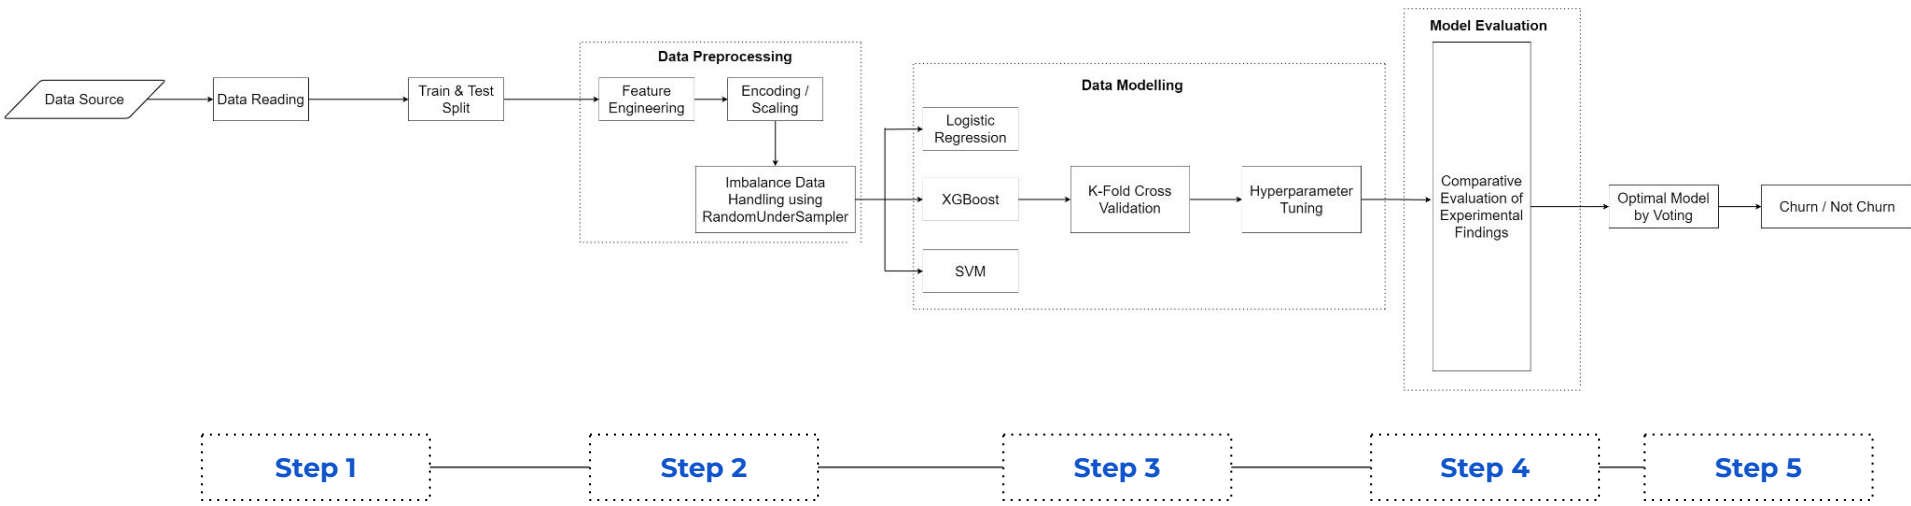 Data Source
Data Reading
Train & Test
Split
Data Preprocessing
Feature
Engineering
Encoding /
Scaling
Imbalance Data
Handling using
RandomUnderSampler
Data Modelling
Logistic
Regression
XGBoost
SVM
K-Fold Cross
Validation
Hyperparameter
Tuning
Model Evaluation
Comparative
Evaluation of
Experimental
Findings
Optimal Model
by Voting
Churn / Not Churn
Step 1
Step 2
Step 3
Step 4
Step 5